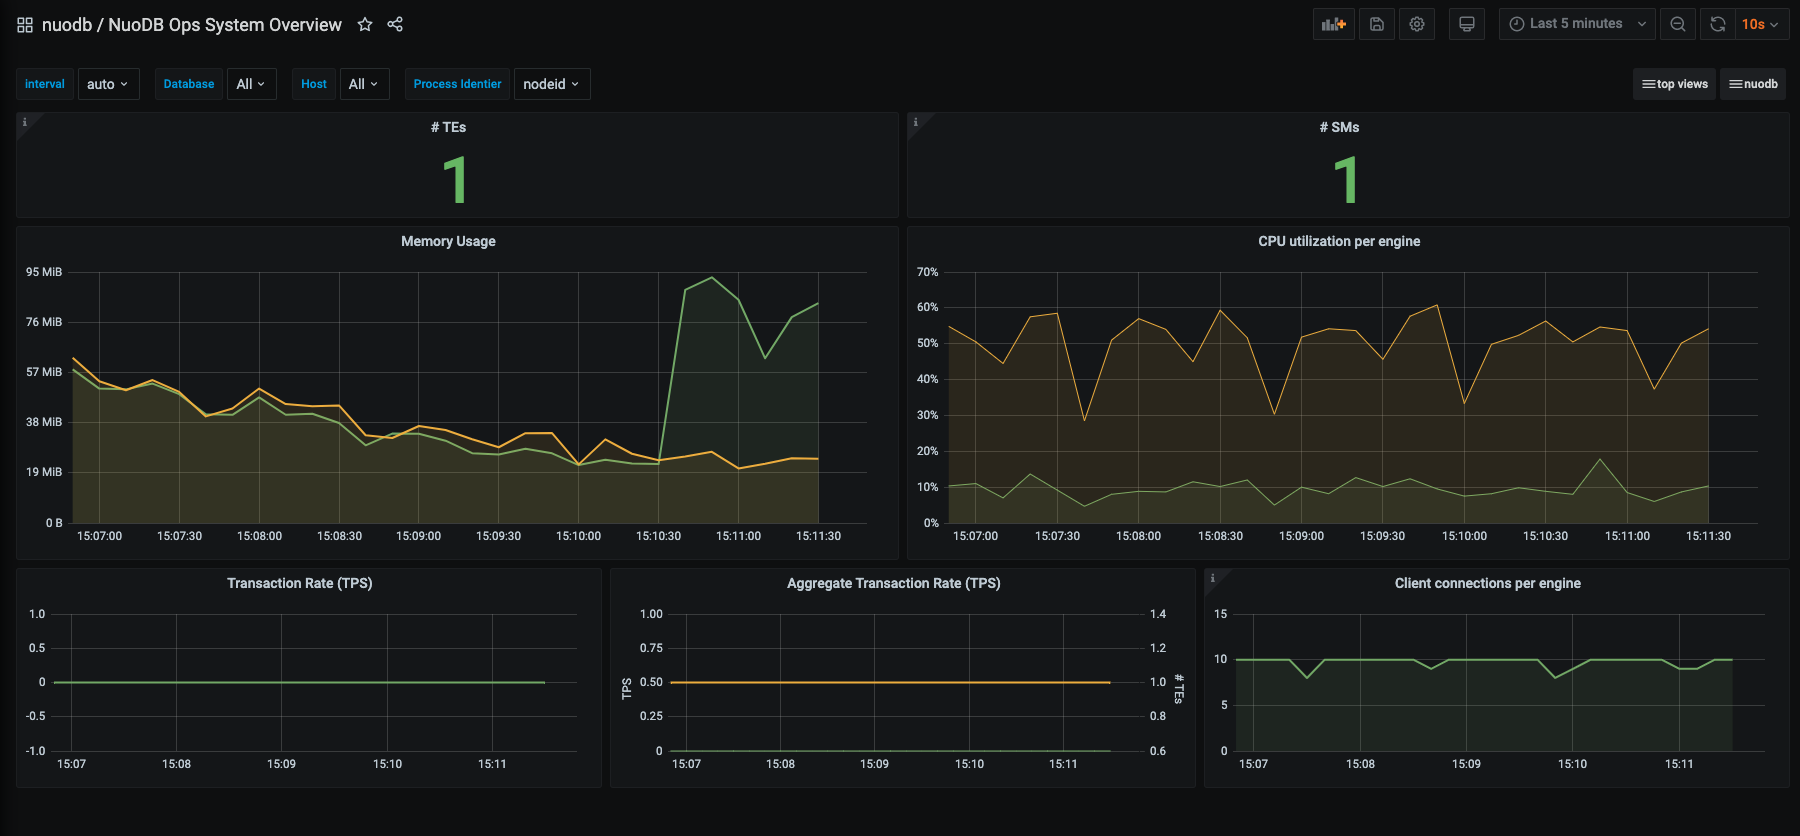 nuodb / NuoDB Ops System Overview
Last 5 minutes
10s
interval auto Database All Host All Process Identier nodeid
top views nuodb
# TEs
1
# SMs
1
Memory Usage
95 MiB
76 MiB
57 MiB
38 MiB
19 MiB
0 B
15:07:00 15:07:30 15:08:00 15:08:30 15:09:00 15:09:30 15:10:00 15:10:30 15:11:00 15:11:30
CPU utilization per engine
70%
60%
50%
40%
30%
20%
10%
0%
15:07:00 15:07:30 15:08:00 15:08:30 15:09:00 15:09:30 15:10:00 15:10:30 15:11:00 15:11:30
Transaction Rate (TPS)
1.0
0.5
0
-0.5
-1.0
15:07 15:08 15:09 15:10 15:11
Aggregate Transaction Rate (TPS)
TPS
1.00
0.75
0.50
0.25
0
1.4
1.2
1.0
0.8
0.6
# TEs
15:07 15:08 15:09 15:10 15:11
Client connections per engine
15
10
5
0
15:07 15:08 15:09 15:10 15:11